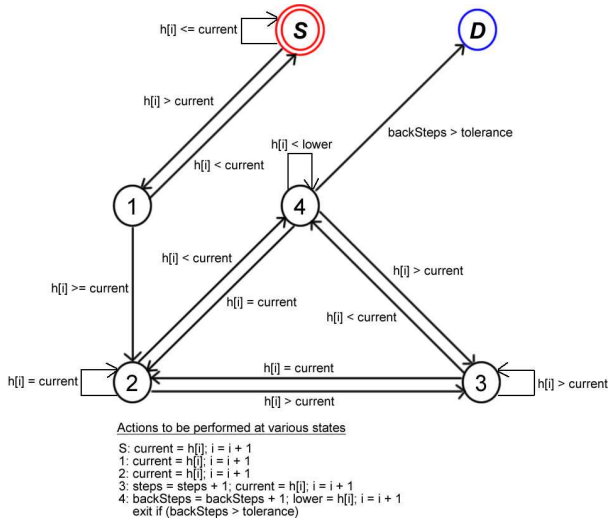 S
D
h[i] <= current
h[i] > current
h[i] < current
backSteps > tolerance
h[i] < lower
1
4
h[i] >= current
h[i] < current
h[i] = current
h[i] > current
h[i] < current
h[i] = current
2
h[i] = current
h[i] > current
3
h[i] > current
Actions to be performed at various states
S: current = h[i]; i = i + 1
1: current = h[i]; i = i + 1
2: current = h[i]; i = i + 1
3: steps = steps + 1; current = h[i]; i = i + 1
4: backSteps = backSteps + 1; lower = h[i]; i = i + 1
exit if (backSteps > tolerance)